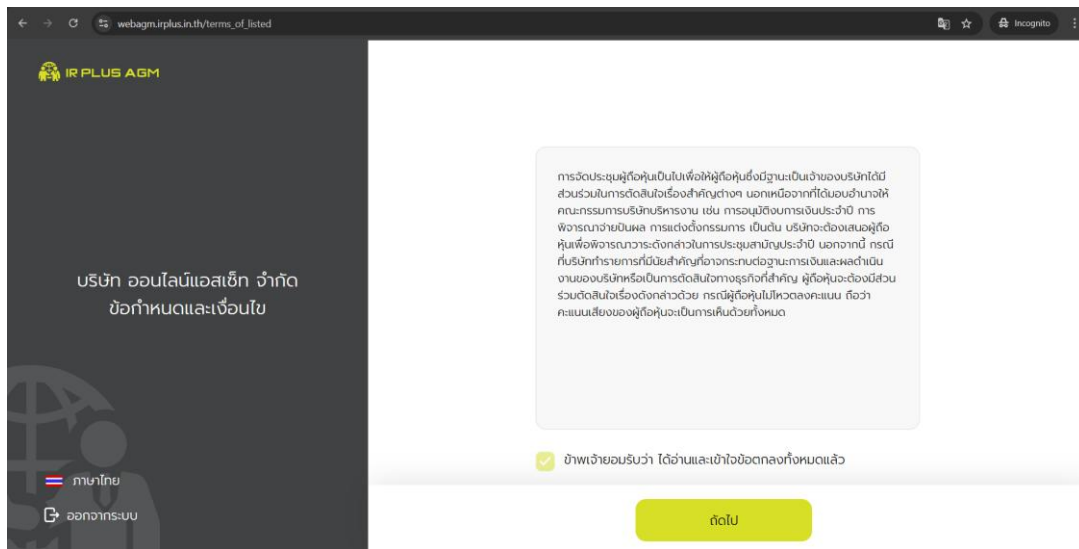 webagm.irplus.in.th/terms_of_listed
Incognito
IR PLUS AGM
บริษัท ออนไลน์แอสเซ็ท จำกัด
ข้อกำหนดและเงื่อนไข
ภาษาไทย
ออกจากระบบ
การจัดประชุมผู้ถือหุ้นเป็นไปเพื่อให้ผู้ถือหุ้นซึ่งมีฐานะเป็นเจ้าของบริษัทได้มี
ส่วนร่วมในการตัดสินใจเรื่องสำคัญต่างๆ นอกเหนือจากที่ได้มอบอำนาจให้
คณะกรรมการบริษัทบริหารงาน เช่น การอนุมัติงบการเงินประจำปี การ
พิจารณาจ่ายปันผล การแต่งตั้งกรรมการ เป็นต้น บริษัทจะต้องเสนอผู้ถือ
หุ้นเพื่อพิจารณาวาระดังกล่าวในการประชุมสามัญประจำปี นอกจากนี้ กรณี
ที่บริษัททำรายการที่มีนัยสำคัญที่อาจกระทบต่อฐานะการเงินและผลดำเนิน
งานของบริษัทหรือเป็นการตัดสินใจทางธุรกิจที่สำคัญ ผู้ถือหุ้นจะต้องมีส่วน
ร่วมตัดสินใจเรื่องดังกล่าวด้วย กรณีผู้ถือหุ้นไม่โหวตลงคะแนน ถือว่า
คะแนนเสียงของผู้ถือหุ้นจะเป็นการเห็นด้วยทั้งหมด
ข้าพเจ้ายอมรับว่า ได้อ่านและเข้าใจข้อตกลงทั้งหมดแล้ว
ถัดไป